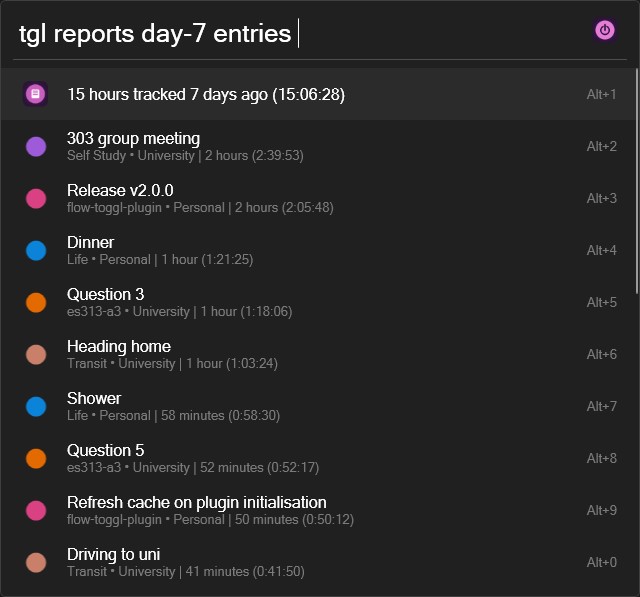 tgl reports day-7 entries
15 hours tracked 7 days ago (15:06:28) Alt+1
303 group meeting Alt+2
Self Study • University | 2 hours (2:39:53)
Release v2.0.0 Alt+3
flow-toggl-plugin • Personal | 2 hours (2:05:48)
Dinner Alt+4
Life • Personal | 1 hour (1:21:25)
Question 3 Alt+5
es313-a3 • University | 1 hour (1:18:06)
Heading home Alt+6
Transit • University | 1 hour (1:03:24)
Shower Alt+7
Life • Personal | 58 minutes (0:58:30)
Question 5 Alt+8
es313-a3 • University | 52 minutes (0:52:17)
Refresh cache on plugin initialisation Alt+9
flow-toggl-plugin • Personal | 50 minutes (0:50:12)
Driving to uni Alt+0
Transit • University | 41 minutes (0:41:50)